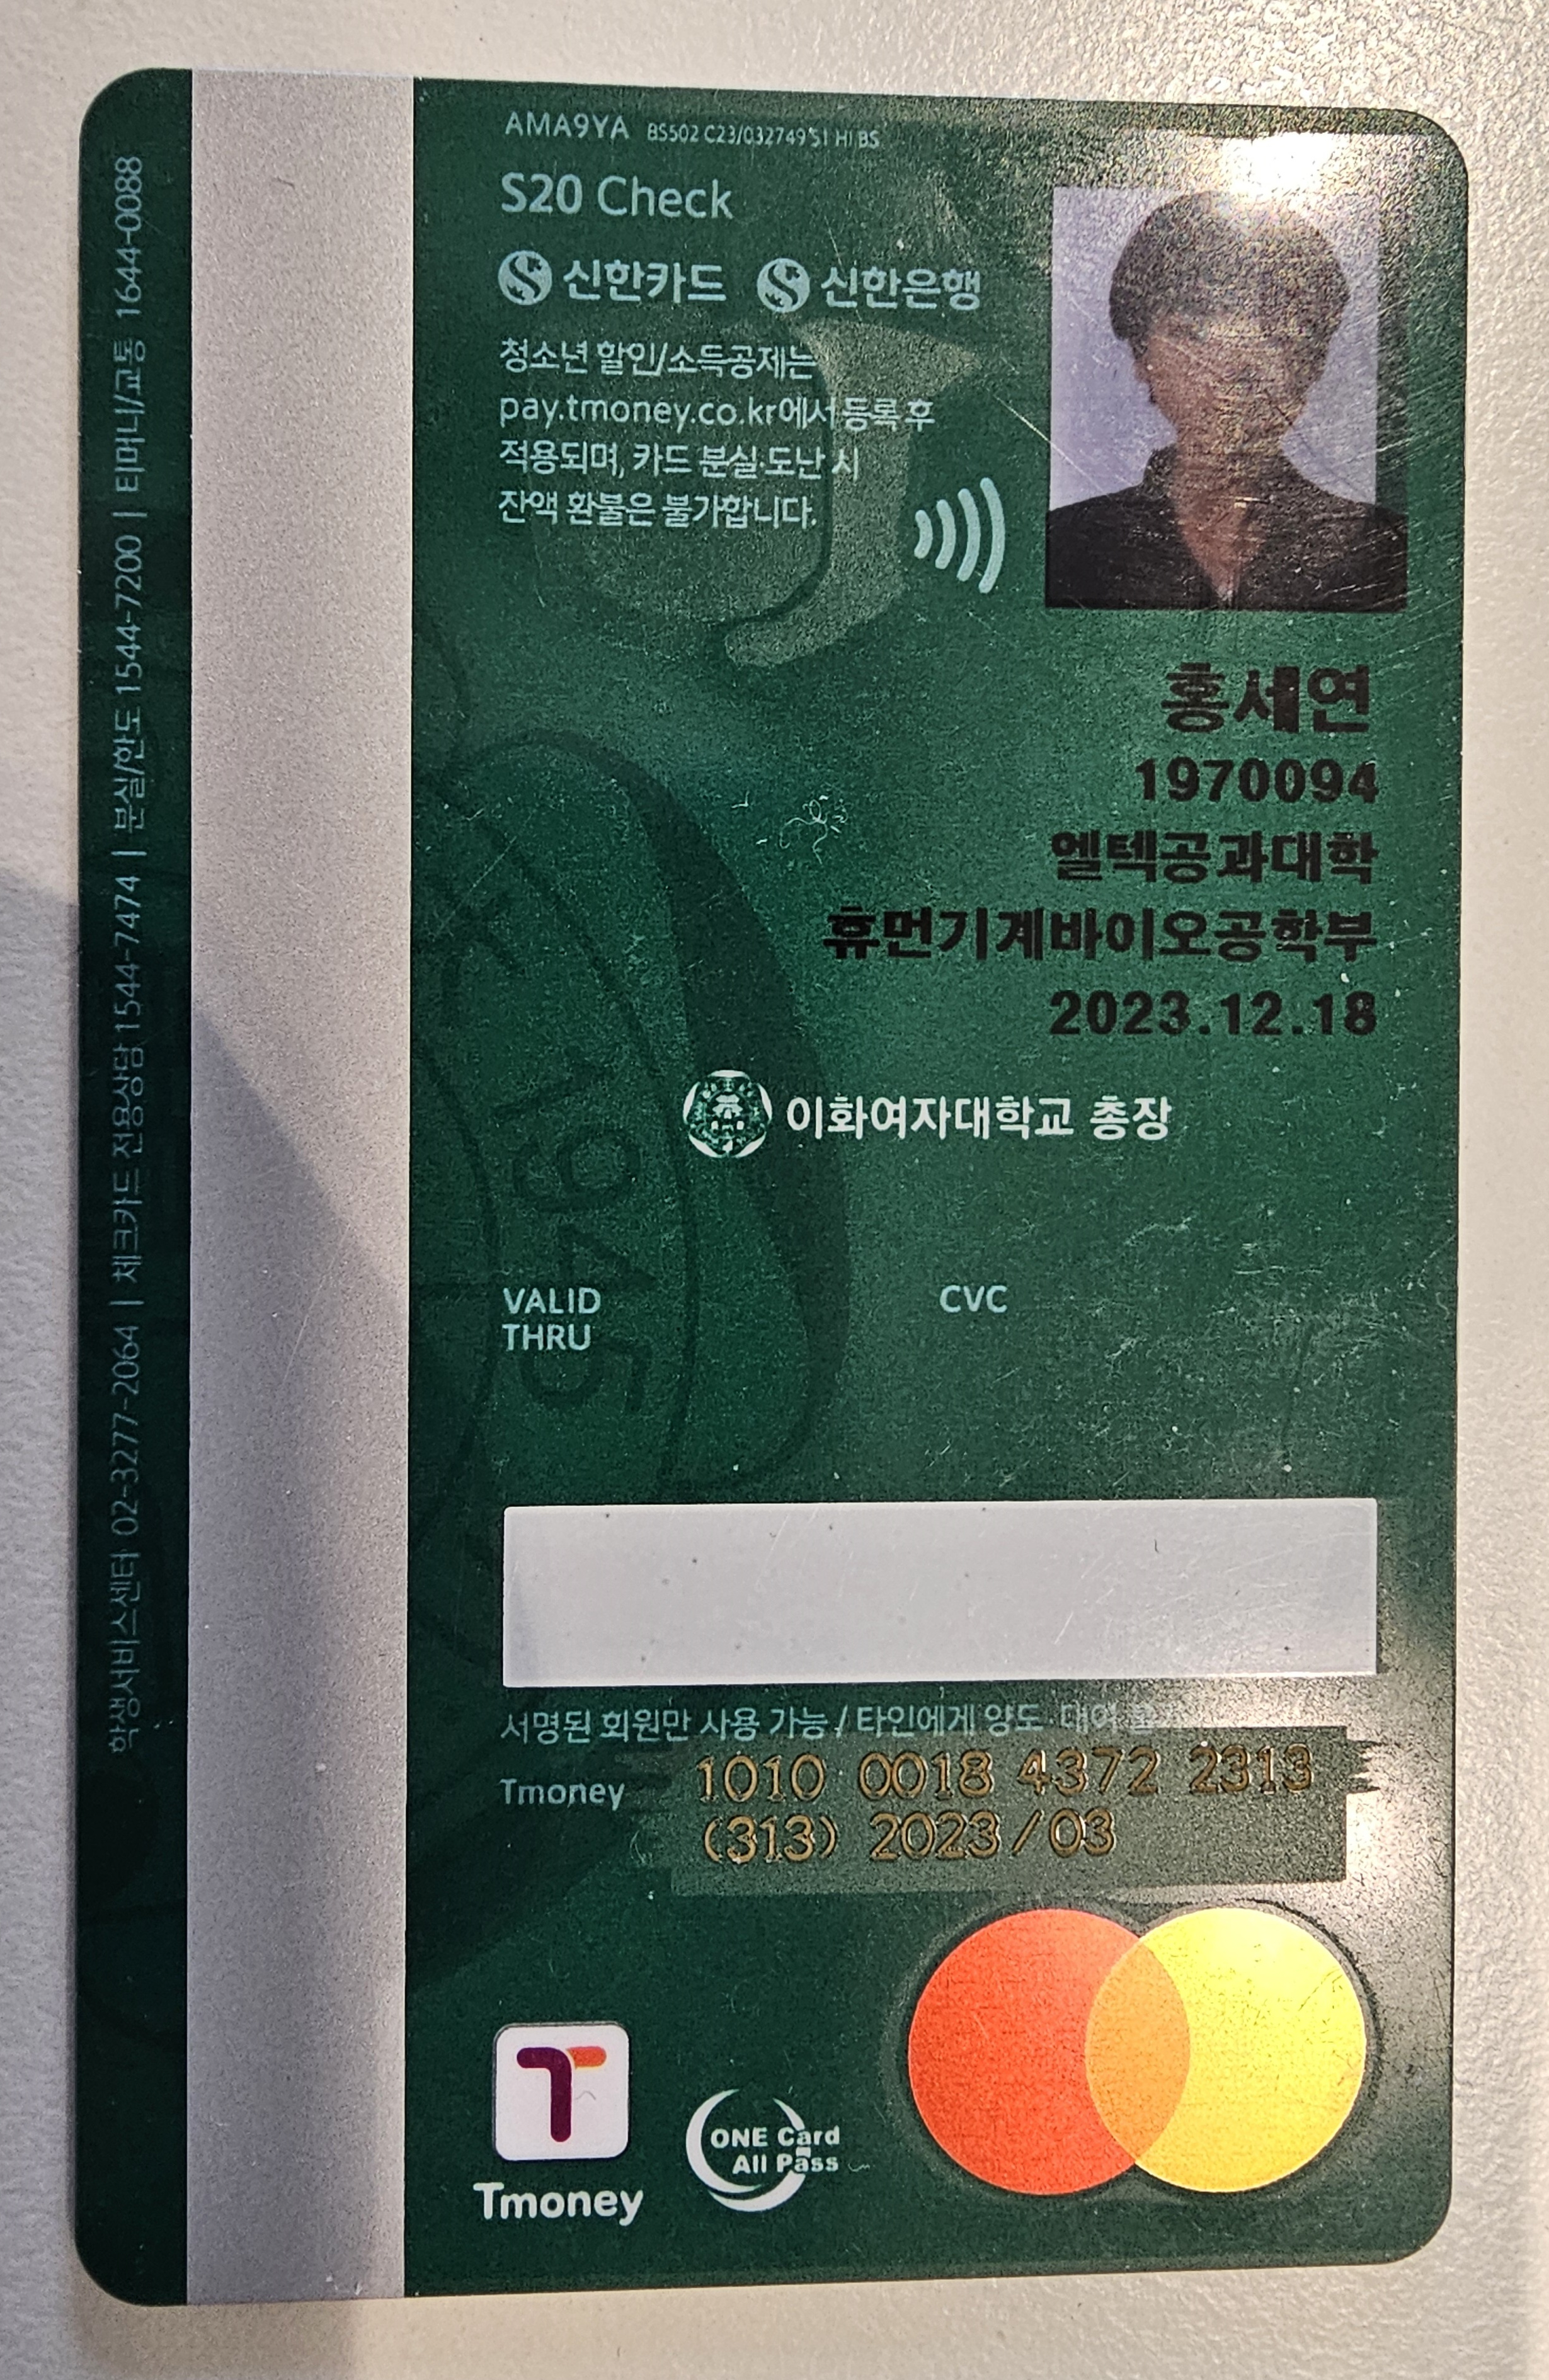 AMA9YA BS502 C23/03274951 HI BS
S20 Check
신한카드 신한은행
청소년 할인/소득공제는
pay.tmoney.co.kr에서 등록 후
적용되며, 카드 분실·도난 시
잔액 환불은 불가합니다.
홍세연
1970094
엘텍공과대학
휴먼기계바이오공학부
2023.12.18
이화여자대학교 총장
1945
VALID
THRU
CVC
서명된 회원만 사용 가능 / 타인에게 양도·대여
Tmoney
1010 0018 4372 2313
(313) 2023/03
Tmoney
ONE Card
All Pass
학생서비스센터 02-3277-2064 | 체크카드 전용상담 1544-7474 | 분실/한도 1544-7200 | 티머니/교통 1644-0088